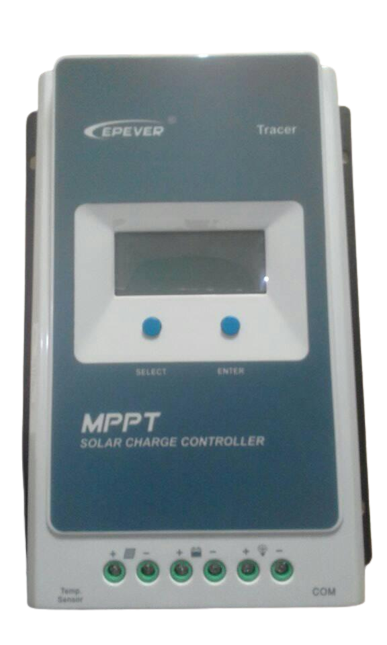 EPEVER ®
Tracer
SELECT
ENTER
MPPT
SOLAR CHARGE CONTROLLER
+ − + − + −
Temp.
Sensor
COM